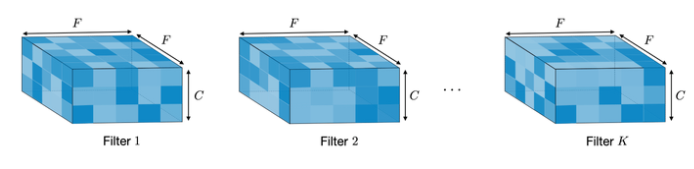 F F C
F F C
. . .
F F C
Filter 1
Filter 2
Filter K